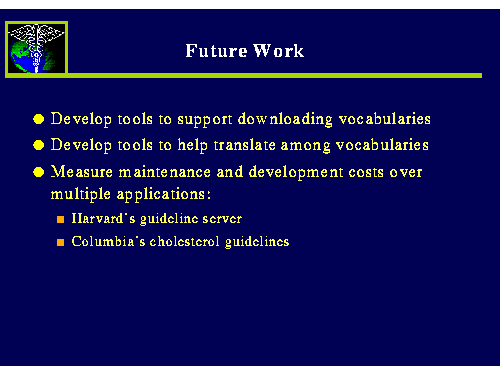 Future Work
Develop tools to support downloading vocabularies
Develop tools to help translate among vocabularies
Measure maintenance and development costs over
multiple applications:
Harvard's guideline server
Columbia's cholesterol guidelines